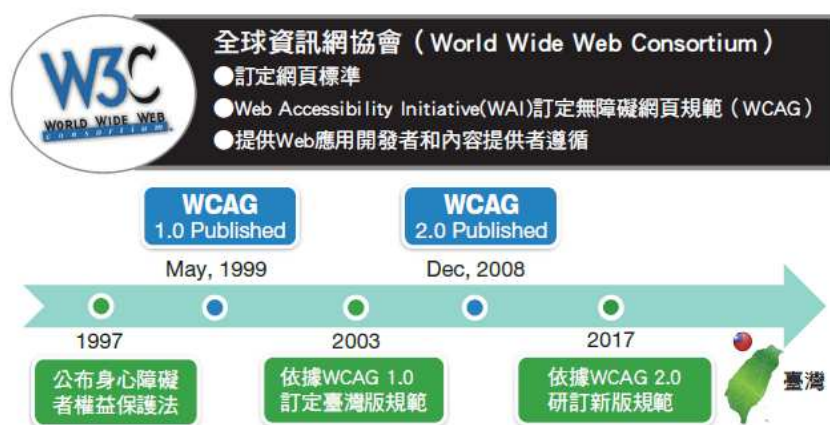 W3C
WORLD WIDE WEB
consortium
全球資訊網協會（World Wide Web Consortium）
●訂定網頁標準
●Web Accessibility Initiative(WAI)訂定無障礙網頁規範（WCAG）
●提供Web應用開發者和內容提供者遵循
WCAG
1.0 Published
WCAG
2.0 Published
May, 1999
Dec, 2008
1997
2003
2017
公布身心障礙
者權益保護法
依據WCAG 1.0
訂定臺灣版規範
依據WCAG 2.0
研訂新版規範
臺灣